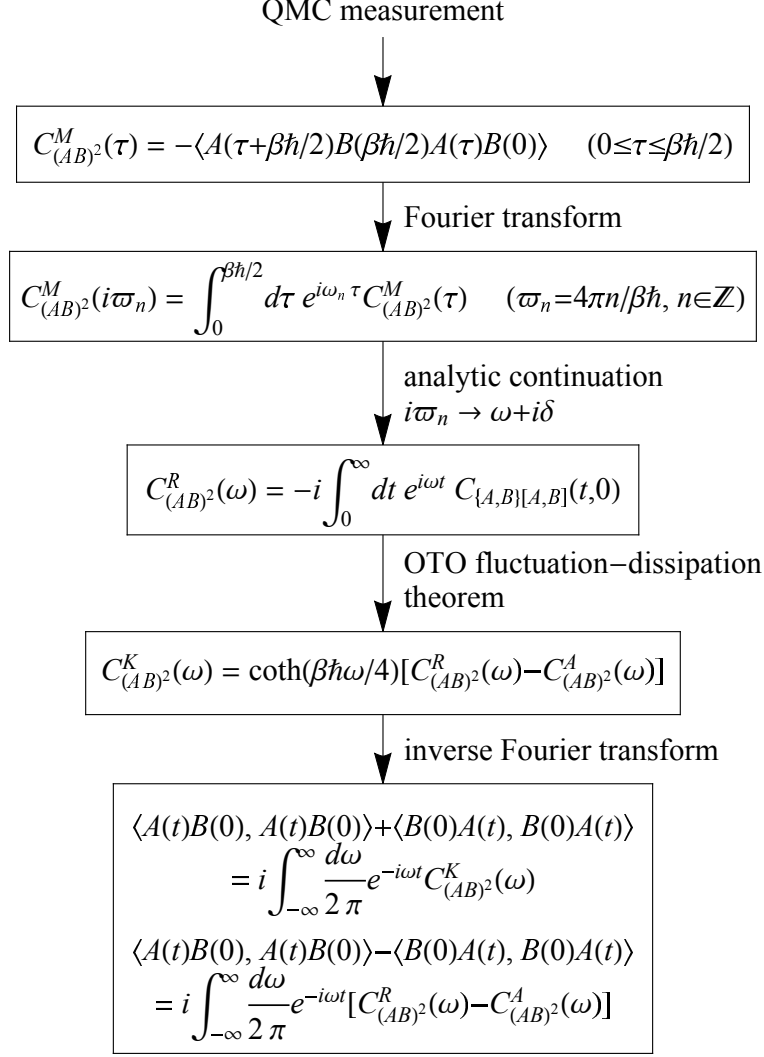 QMC measurement
C^M_{(AB)²}(τ) = −⟨A(τ+βℏ/2)B(βℏ/2)A(τ)B(0)⟩ (0≤τ≤βℏ/2)
Fourier transform
C^M_{(AB)²}(iϖ_n) = ∫_0^{βℏ/2} dτ e^{iω_n τ} C^M_{(AB)²}(τ) (ϖ_n=4πn/βℏ, n∈ℤ)
analytic continuation
iϖ_n → ω+iδ
C^R_{(AB)²}(ω) = −i∫_0^∞ dt e^{iωt} C_{{A,B}[A,B]}(t,0)
OTO fluctuation−dissipation
theorem
C^K_{(AB)²}(ω) = coth(βℏω/4)[C^R_{(AB)²}(ω)−C^A_{(AB)²}(ω)]
inverse Fourier transform
⟨A(t)B(0), A(t)B(0)⟩+⟨B(0)A(t), B(0)A(t)⟩
= i∫_{−∞}^∞ dω/2π e^{−iωt} C^K_{(AB)²}(ω)
⟨A(t)B(0), A(t)B(0)⟩−⟨B(0)A(t), B(0)A(t)⟩
= i∫_{−∞}^∞ dω/2π e^{−iωt}[C^R_{(AB)²}(ω)−C^A_{(AB)²}(ω)]